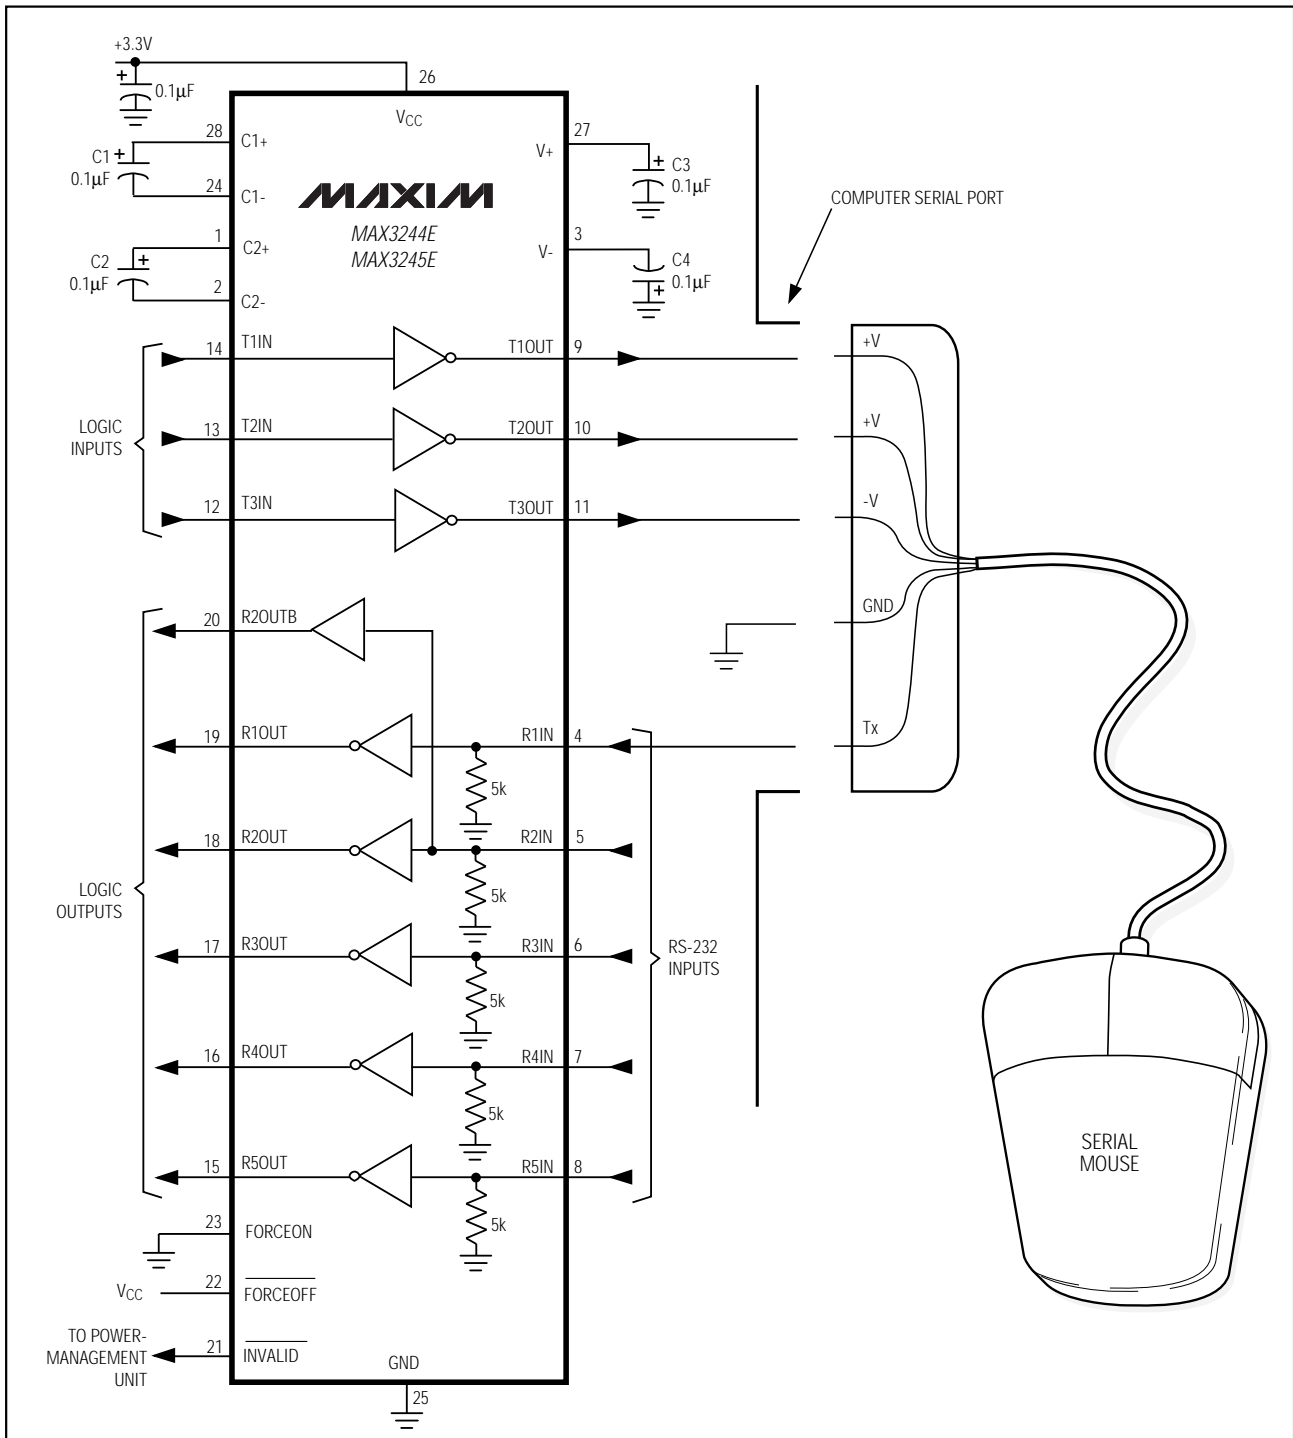 +3.3V
0.1μF
26
VCC
28
C1+
C1
0.1μF
24
C1-
1
C2+
C2
0.1μF
2
C2-
MAXIM
MAX3244E
MAX3245E
27
V+
C3
0.1μF
3
V-
C4
0.1μF
COMPUTER SERIAL PORT
LOGIC
INPUTS
14
T1IN
T1OUT
9
13
T2IN
T2OUT
10
12
T3IN
T3OUT
11
+V
+V
-V
GND
Tx
20
R2OUTB
19
R1OUT
R1IN
4
5k
18
R2OUT
R2IN
5
5k
LOGIC
OUTPUTS
17
R3OUT
R3IN
6
5k
RS-232
INPUTS
16
R4OUT
R4IN
7
5k
15
R5OUT
R5IN
8
5k
23
FORCEON
VCC
22
FORCEOFF
TO POWER-
MANAGEMENT
UNIT
21
INVALID
GND
25
SERIAL
MOUSE